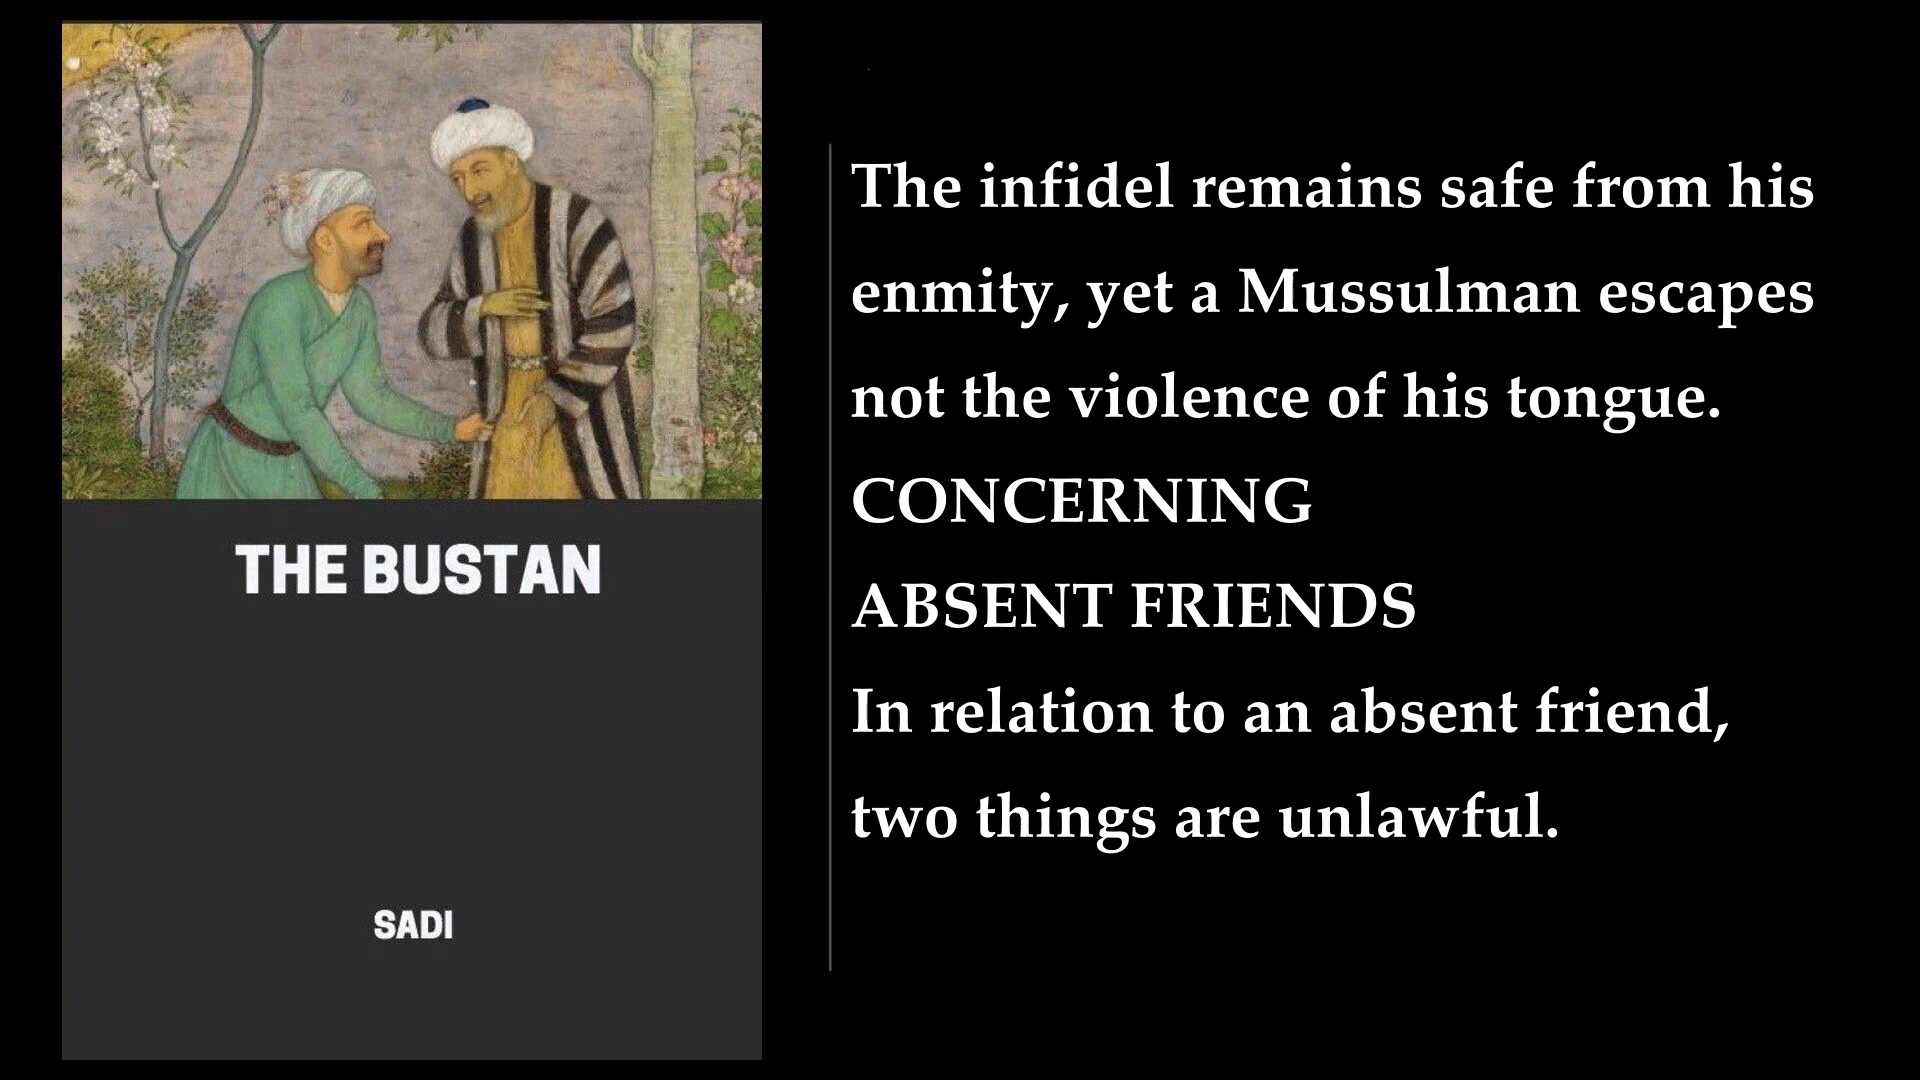 THE BUSTAN
SADI
The infidel remains safe from his
enmity, yet a Mussulman escapes
not the violence of his tongue.
CONCERNING
ABSENT FRIENDS
In relation to an absent friend,
two things are unlawful.